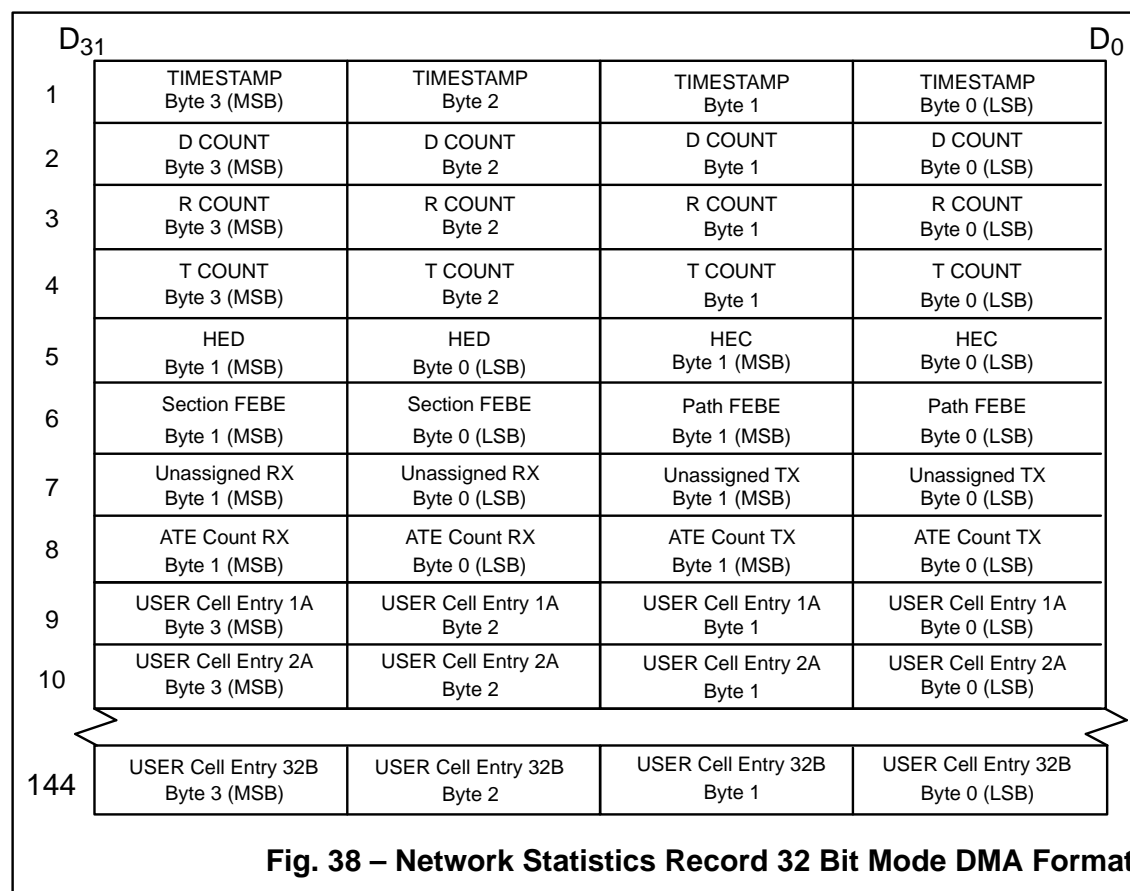 D31 D0
1 TIMESTAMP TIMESTAMP TIMESTAMP TIMESTAMP
Byte 3 (MSB) Byte 2 Byte 1 Byte 0 (LSB)
2 D COUNT D COUNT D COUNT D COUNT
Byte 3 (MSB) Byte 2 Byte 1 Byte 0 (LSB)
3 R COUNT R COUNT R COUNT R COUNT
Byte 3 (MSB) Byte 2 Byte 1 Byte 0 (LSB)
4 T COUNT T COUNT T COUNT T COUNT
Byte 3 (MSB) Byte 2 Byte 1 Byte 0 (LSB)
5 HED HED HEC HEC
Byte 1 (MSB) Byte 0 (LSB) Byte 1 (MSB) Byte 0 (LSB)
6 Section FEBE Section FEBE Path FEBE Path FEBE
Byte 1 (MSB) Byte 0 (LSB) Byte 1 (MSB) Byte 0 (LSB)
7 Unassigned RX Unassigned RX Unassigned TX Unassigned TX
Byte 1 (MSB) Byte 0 (LSB) Byte 1 (MSB) Byte 0 (LSB)
8 ATE Count RX ATE Count RX ATE Count TX ATE Count TX
Byte 1 (MSB) Byte 0 (LSB) Byte 1 (MSB) Byte 0 (LSB)
9 USER Cell Entry 1A USER Cell Entry 1A USER Cell Entry 1A USER Cell Entry 1A
Byte 3 (MSB) Byte 2 Byte 1 Byte 0 (LSB)
10 USER Cell Entry 2A USER Cell Entry 2A USER Cell Entry 2A USER Cell Entry 2A
Byte 3 (MSB) Byte 2 Byte 1 Byte 0 (LSB)
144 USER Cell Entry 32B USER Cell Entry 32B USER Cell Entry 32B USER Cell Entry 32B
Byte 3 (MSB) Byte 2 Byte 1 Byte 0 (LSB)
Fig. 38 – Network Statistics Record 32 Bit Mode DMA Format